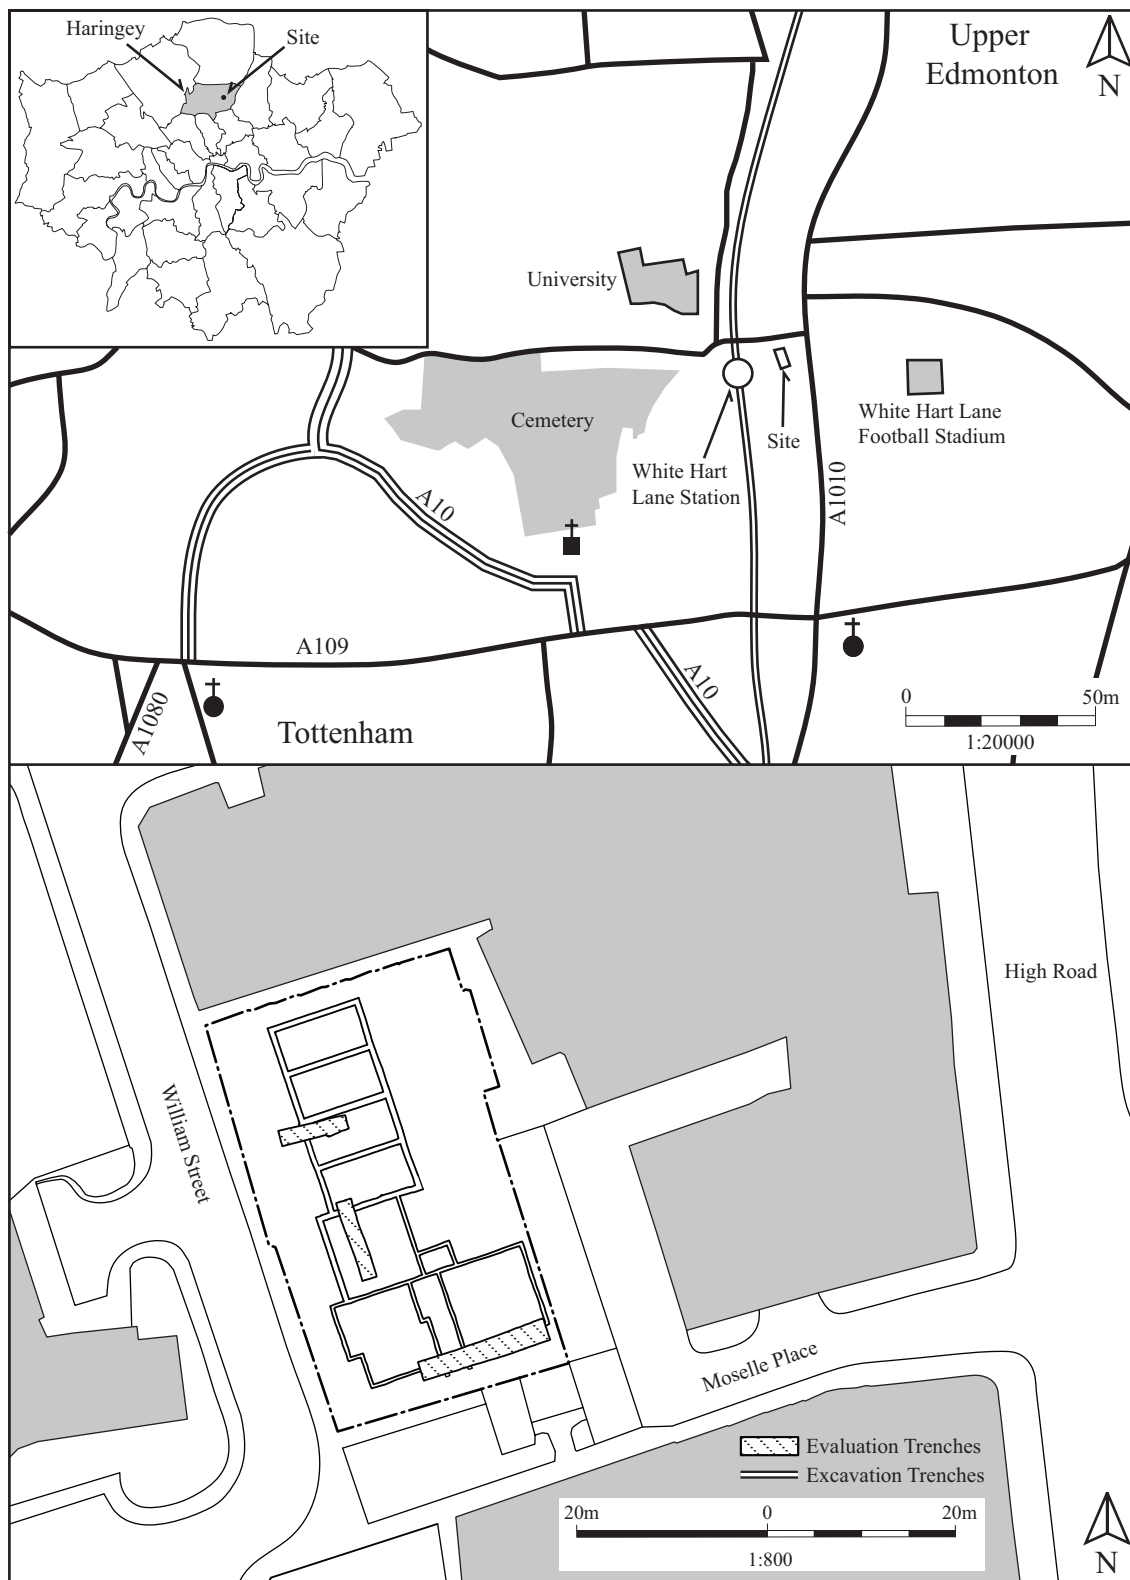 Haringey
Site
Upper
Edmonton
N
University
Cemetery
White Hart Lane
Football Stadium
Site
White Hart
Lane Station
A1010
A10
A109
A10
A1080
Tottenham
0 50m
1:20000
High Road
William Street
Moselle Place
Evaluation Trenches
Excavation Trenches
20m 0 20m
1:800
N